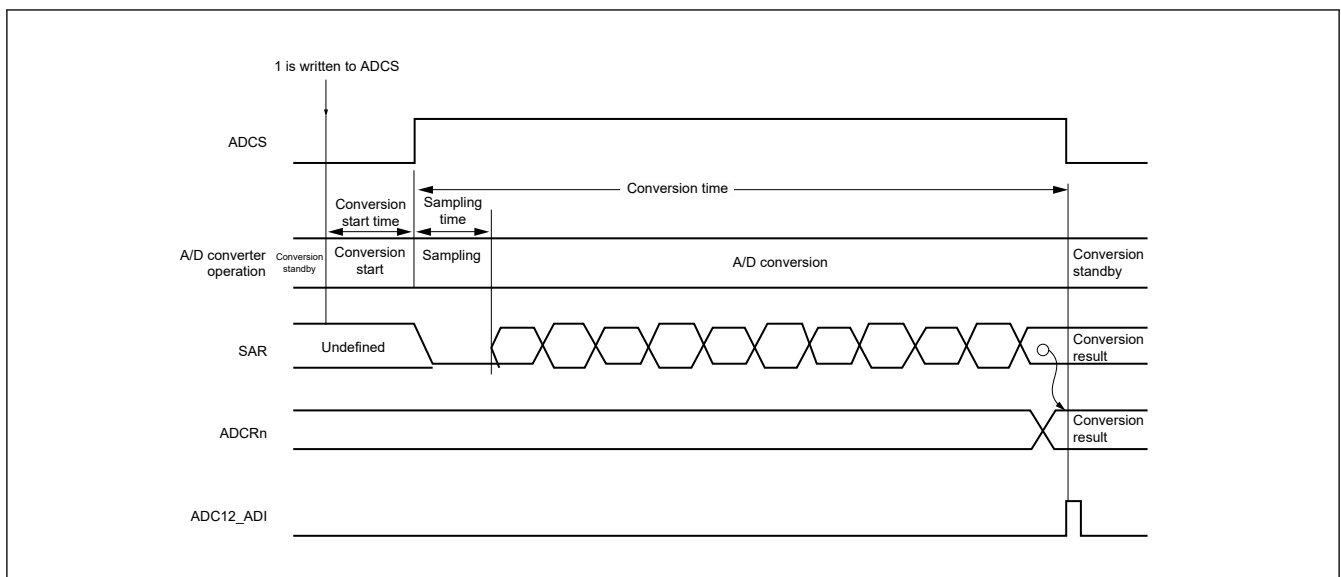 1 is written to ADCS
ADCS
Conversion time
Conversion
start time
Sampling
time
A/D converter
operation
Conversion
standby
Conversion
start
Sampling
A/D conversion
Conversion
standby
SAR
Undefined
Conversion
result
ADCRn
Conversion
result
ADC12_ADI